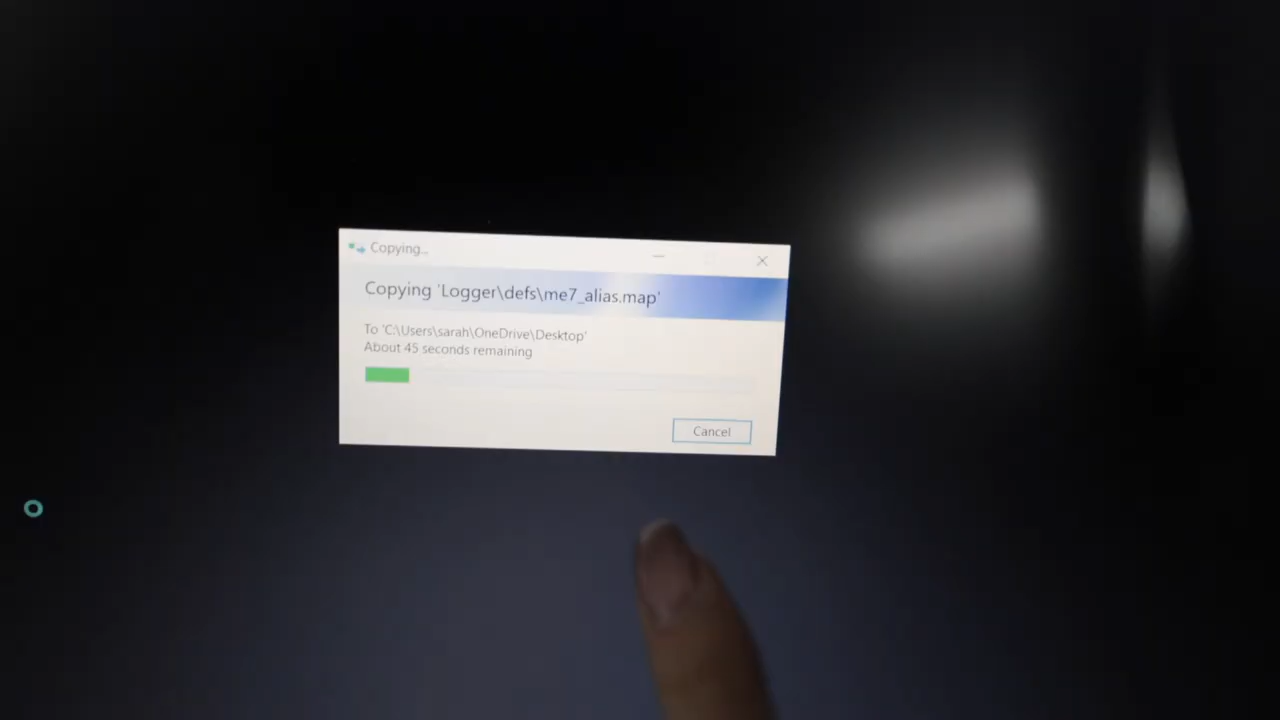 Copying...
Copying 'Logger\defs\me7_alias.map'
To 'C:\Users\sarah\OneDrive\Desktop'
About 45 seconds remaining
Cancel